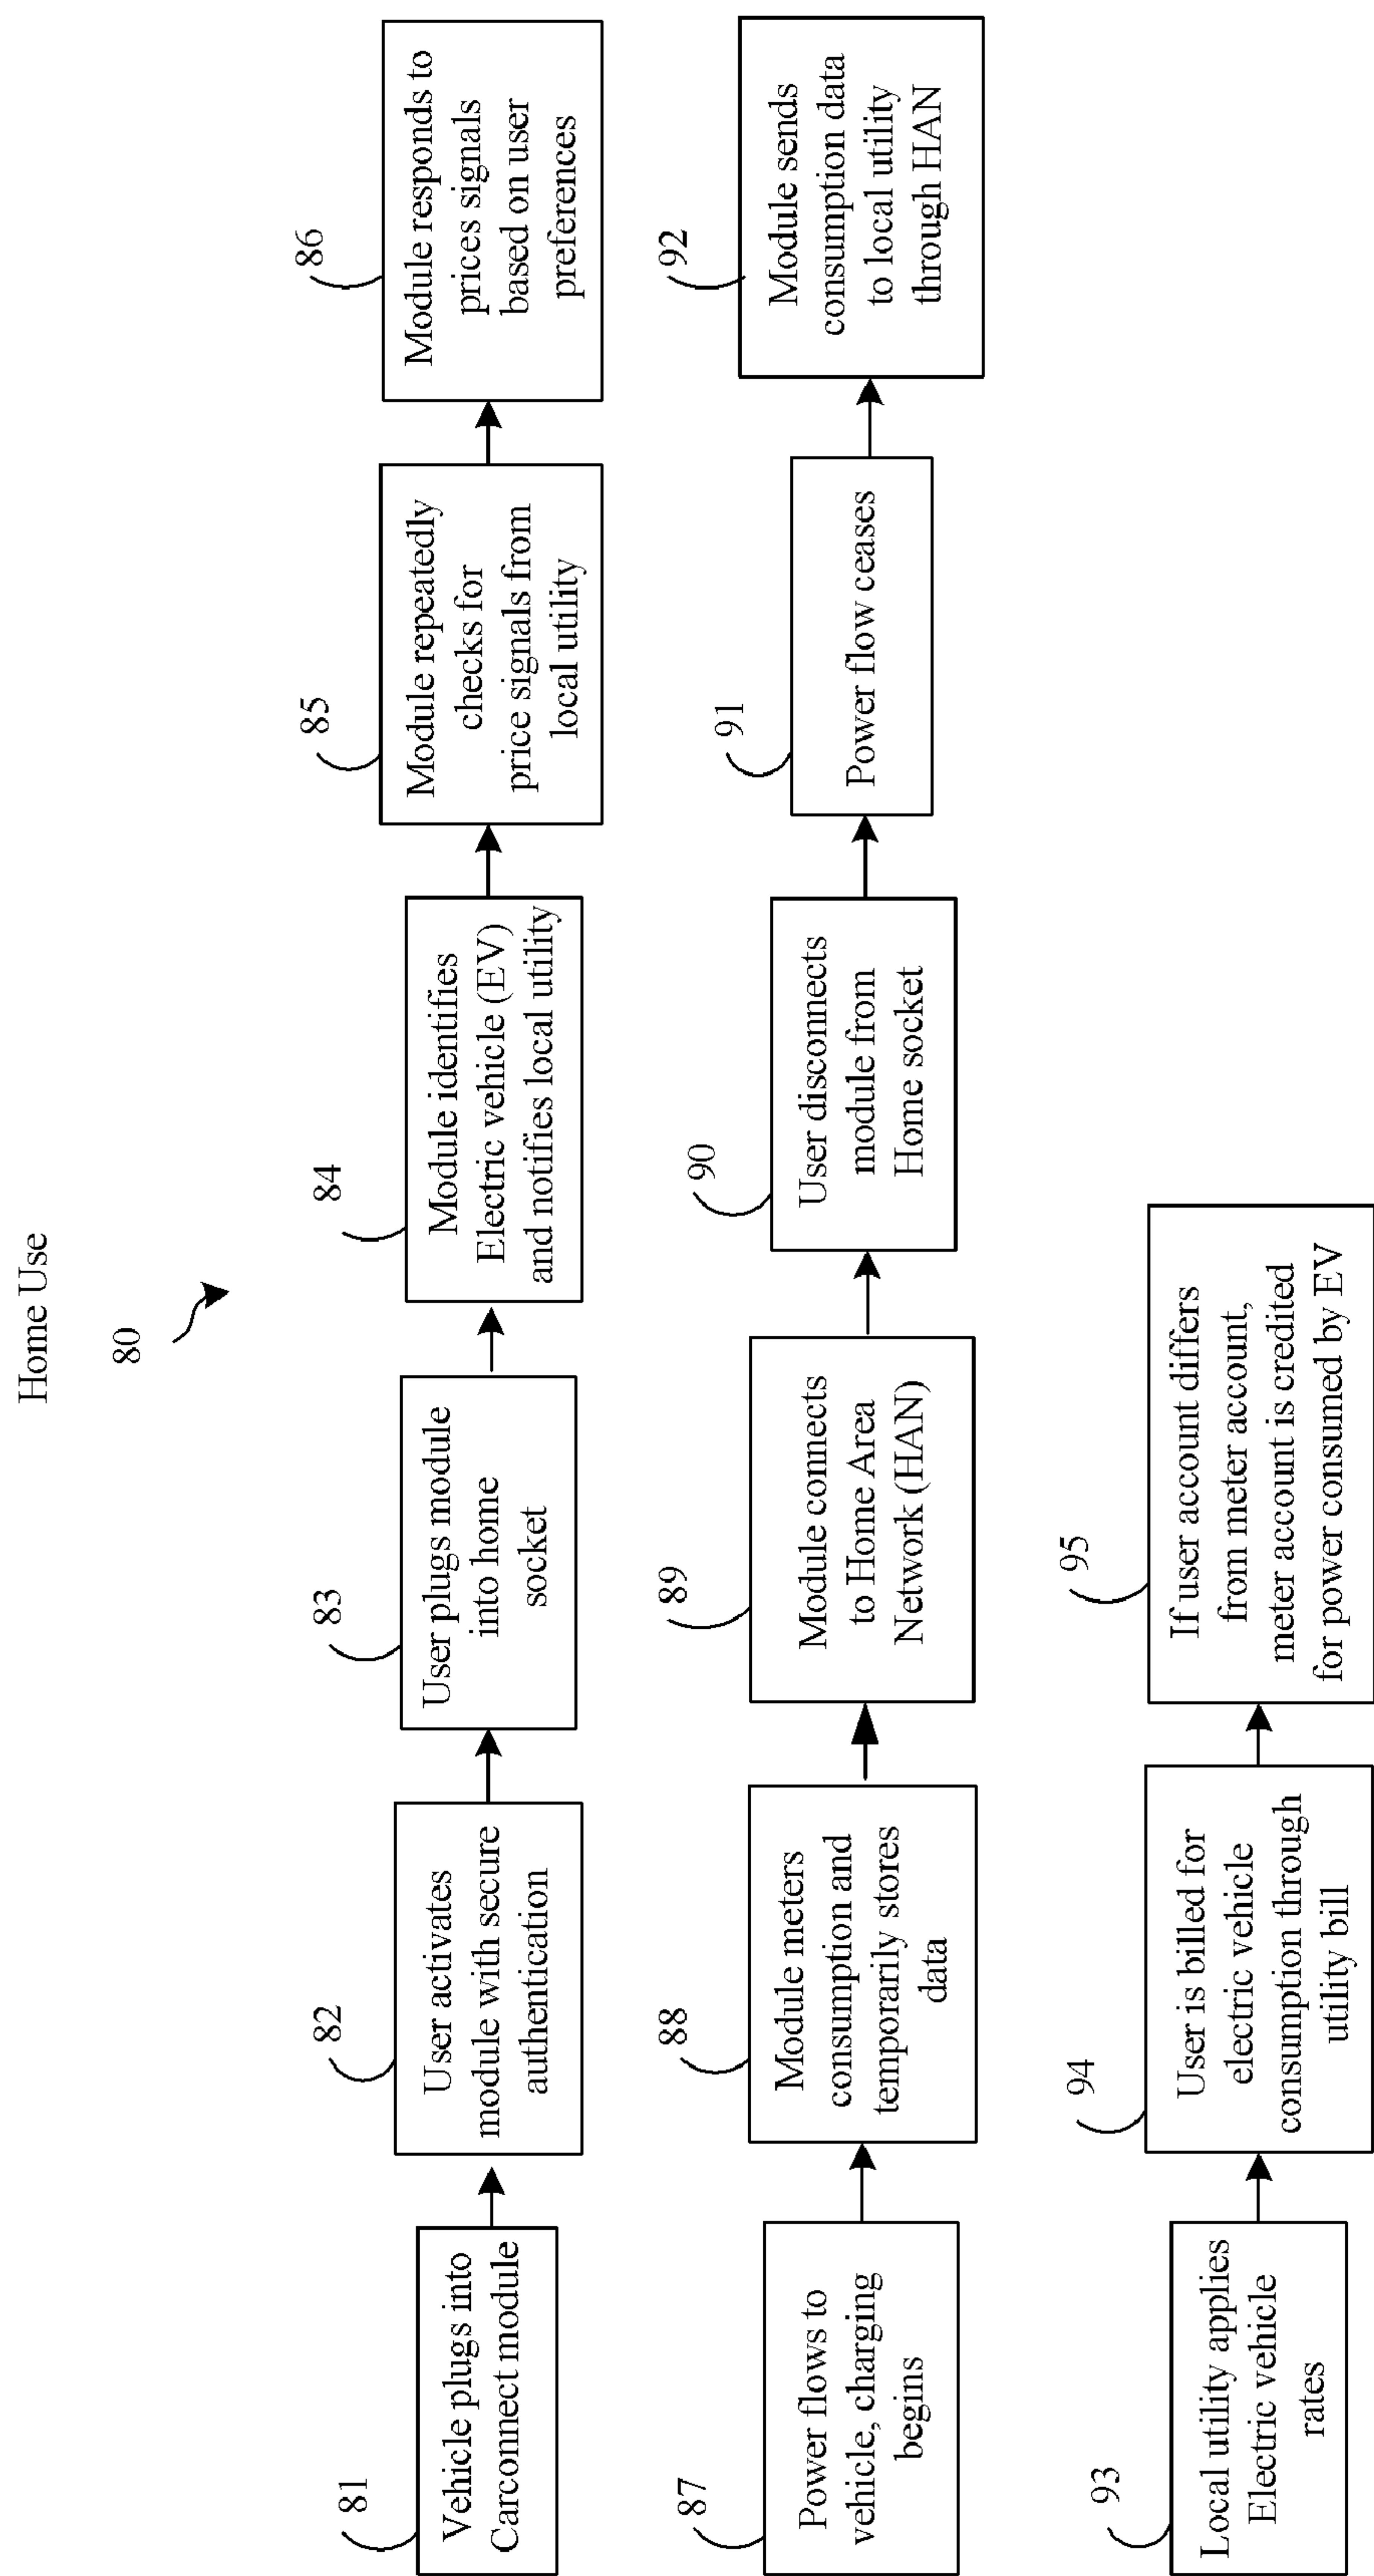 Home Use
80
81
Vehicle plugs into
Carconnect module
82
User activates
module with secure
authentication
83
User plugs module
into home
socket
84
Module identifies
Electric vehicle (EV)
and notifies local utility
85
Module repeatedly
checks for
price signals from
local utility
86
Module responds to
prices signals
based on user
preferences
87
Power flows to
vehicle, charging
begins
88
Module meters
consumption and
temporarily stores
data
89
Module connects
to Home Area
Network (HAN)
90
User disconnects
module from
Home socket
91
Power flow ceases
92
Module sends
consumption data
to local utility
through HAN
93
Local utility applies
Electric vehicle
rates
94
User is billed for
electric vehicle
consumption through
utility bill
95
If user account differs
from meter account,
meter account is credited
for power consumed by EV